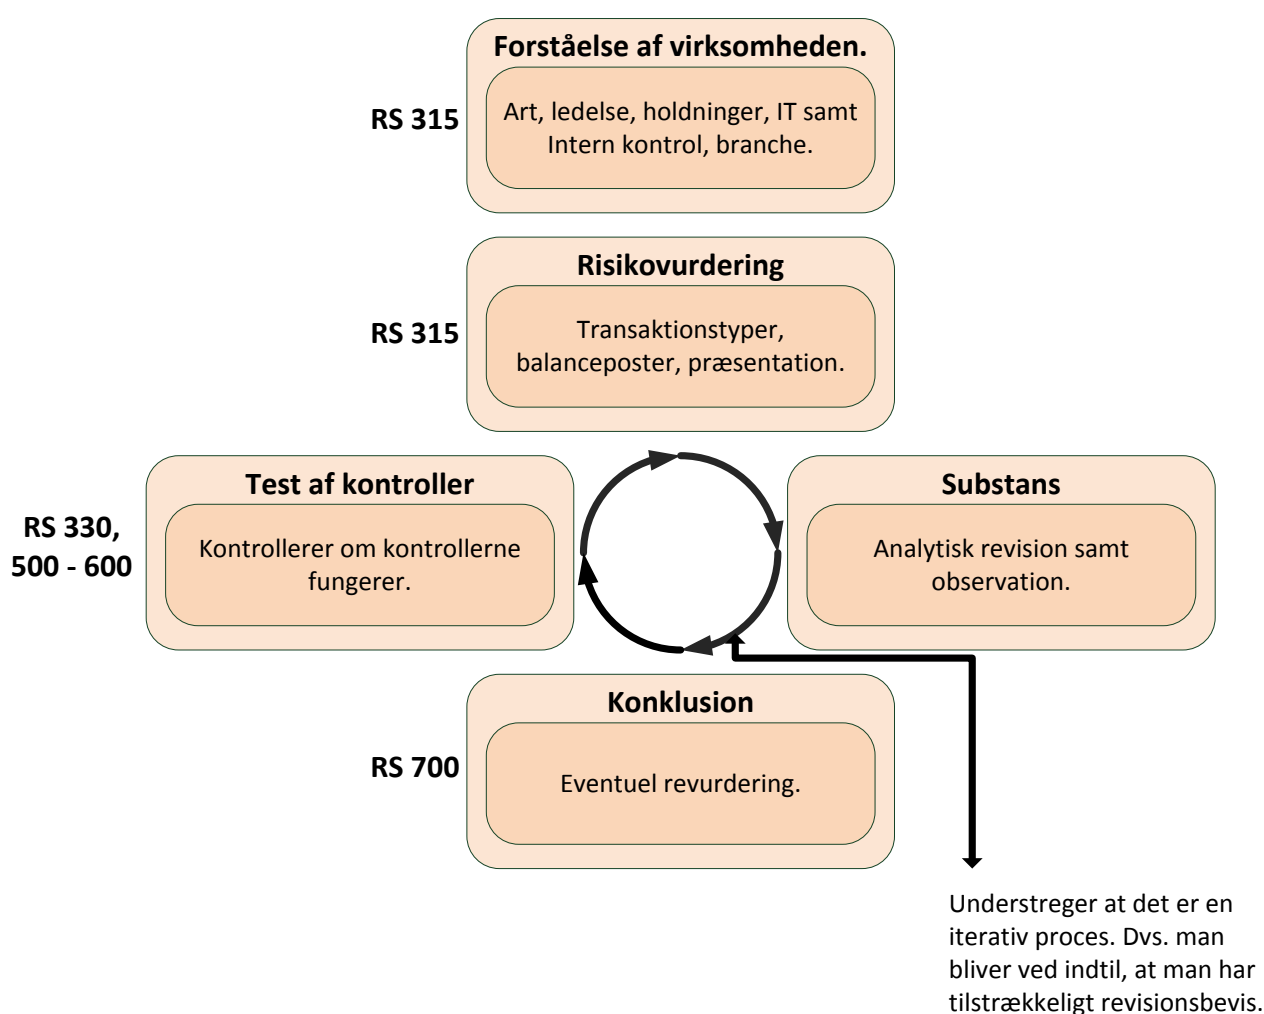 Forståelse af virksomheden.
RS 315
Art, ledelse, holdninger, IT samt
Intern kontrol, branche.
Risikovurdering
RS 315
Transaktionstyper,
balanceposter, præsentation.
RS 330,
500 - 600
Test af kontroller
Kontrollerer om kontrollerne
fungerer.
Substans
Analytisk revision samt
observation.
Konklusion
RS 700
Eventuel revurdering.
Understreger at det er en
iterativ proces. Dvs. man
bliver ved indtil, at man har
tilstrækkeligt revisionsbevis.